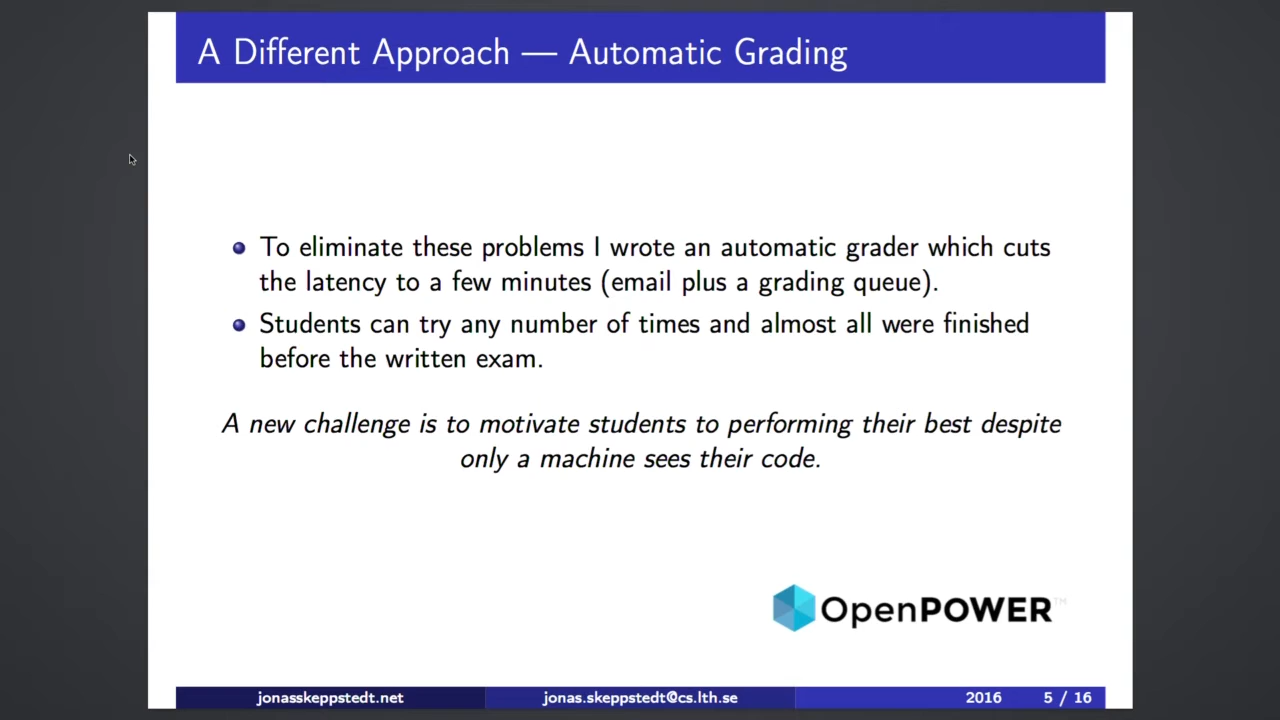 A Different Approach — Automatic Grading
To eliminate these problems I wrote an automatic grader which cuts
the latency to a few minutes (email plus a grading queue).
Students can try any number of times and almost all were finished
before the written exam.
A new challenge is to motivate students to performing their best despite
only a machine sees their code.
OpenPOWER™
jonasskeppstedt.net jonas.skeppstedt@cs.lth.se 2016 5 / 16